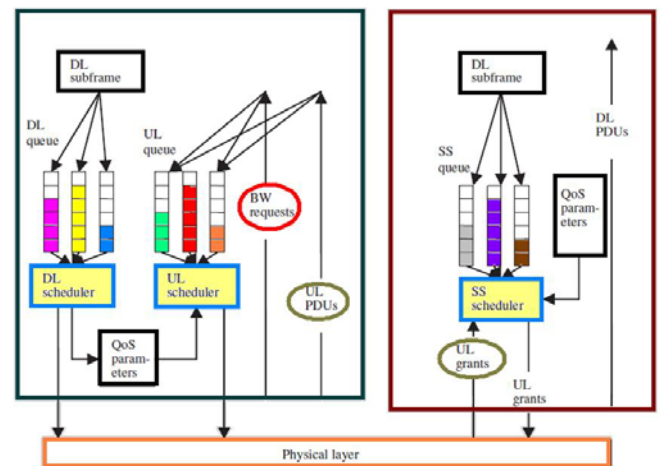 DL
subframe
DL
queue
UL
queue
BW
requests
DL
scheduler
UL
scheduler
UL
PDUs
QoS
param-
eters
DL
subframe
DL
PDUs
SS
queue
QoS
param-
eters
SS
scheduler
UL
grants
UL
grants
Physical layer